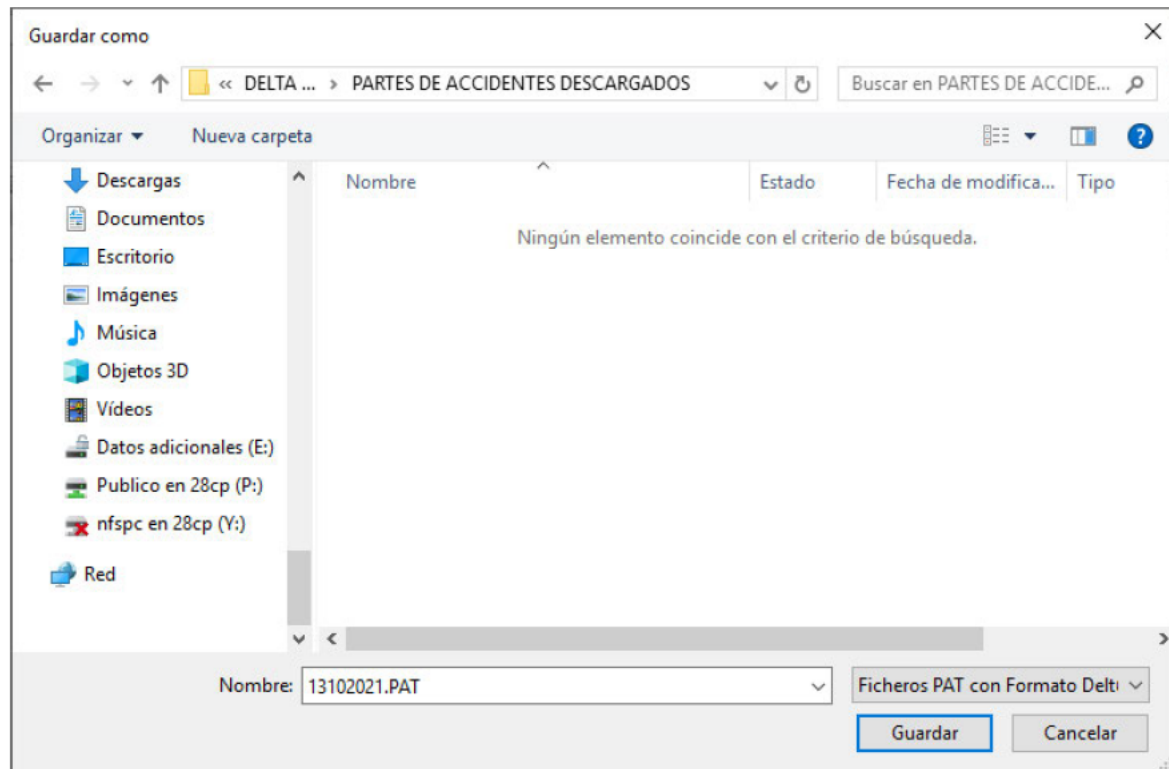 Guardar como
« DELTA ... › PARTES DE ACCIDENTES DESCARGADOS
Buscar en PARTES DE ACCIDE...
Organizar
Nueva carpeta
?
Nombre
Estado
Fecha de modifica...
Tipo
Ningún elemento coincide con el criterio de búsqueda.
Descargas
Documentos
Escritorio
Imágenes
Música
Objetos 3D
Vídeos
Datos adicionales (E:)
Publico en 28cp (P:)
nfspc en 28cp (Y:)
Red
Nombre: 13102021.PAT
Ficheros PAT con Formato Delt
Guardar
Cancelar